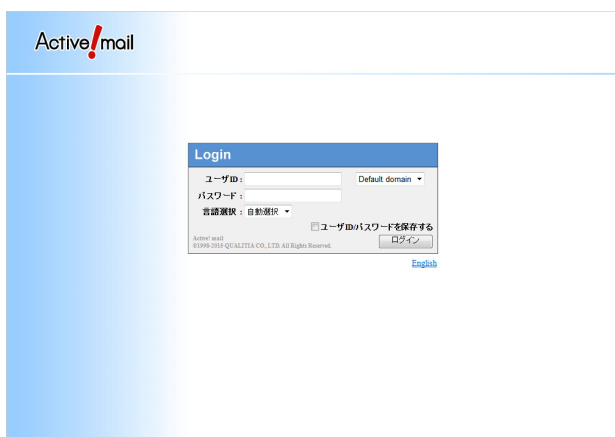 Active!mail
Login
ユーザID : Default domain
パスワード :
言語選択 : 自動選択
ユーザID/パスワードを保存する
Active! mail
©1998-2016 QUALITIA CO., LTD. All Rights Reserved.
ログイン
English